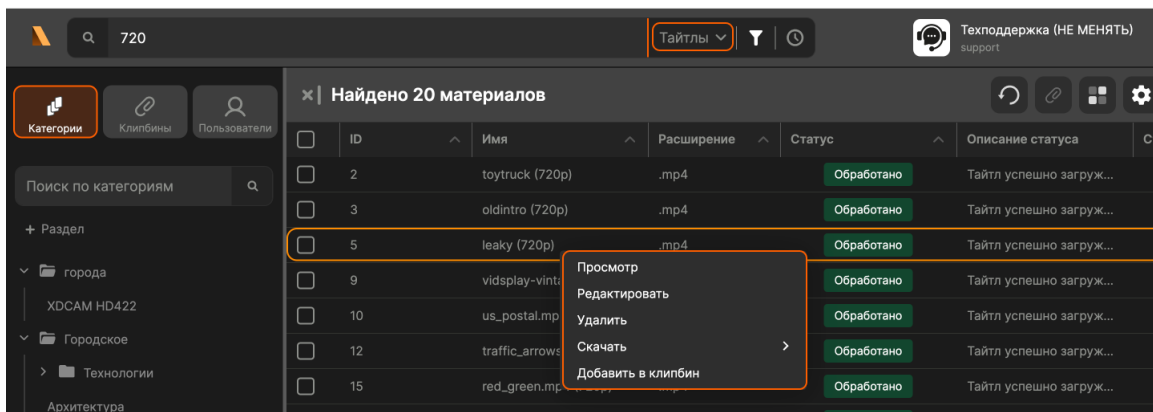 720
Тайтлы
Техподдержка (НЕ МЕНЯТЬ)
support
Категории
Клипбины
Пользователи
Найдено 20 материалов
ID
Имя
Расширение
Статус
Описание статуса
С
Поиск по категориям
+ Раздел
города
XDCAM HD422
Городское
Технологии
Архитектура
2 toytruck (720p) .mp4 Обработано Тайтл успешно загруж...
3 oldintro (720p) .mp4 Обработано Тайтл успешно загруж...
5 leaky (720p) .mp4 Обработано Тайтл успешно загруж...
9 vidsplay-vinta Обработано Тайтл успешно загруж...
10 us_postal.mp Обработано Тайтл успешно загруж...
12 traffic_arrows Обработано Тайтл успешно загруж...
15 red_green.mp Обработано Тайтл успешно загруж...
Просмотр
Редактировать
Удалить
Скачать
Добавить в клипбин